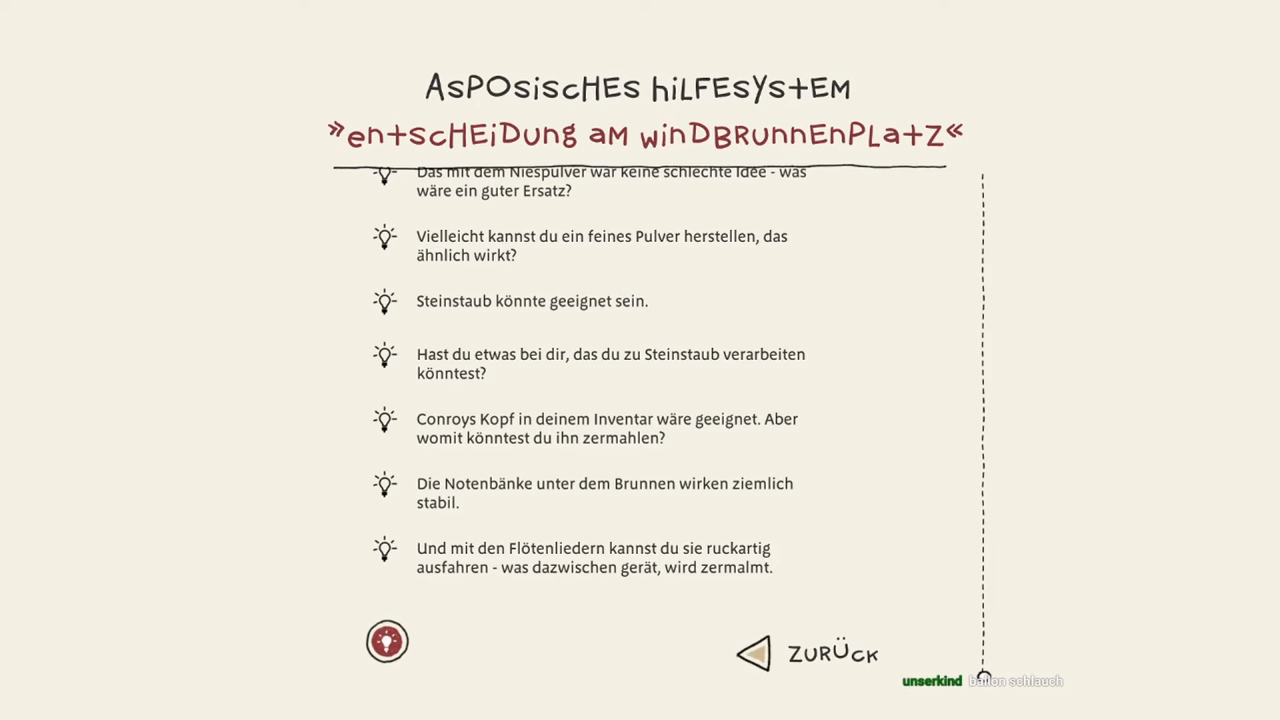 Asposisches Hilfesystem
»Entscheidung am Windbrunnenplatz«
Das mit dem Niespulver war keine schlechte Idee - was
wäre ein guter Ersatz?
Vielleicht kannst du ein feines Pulver herstellen, das
ähnlich wirkt?
Steinstaub könnte geeignet sein.
Hast du etwas bei dir, das du zu Steinstaub verarbeiten
könntest?
Conroys Kopf in deinem Inventar wäre geeignet. Aber
womit könntest du ihn zermahlen?
Die Notenbänke unter dem Brunnen wirken ziemlich
stabil.
Und mit den Flötenliedern kannst du sie ruckartig
ausfahren - was dazwischen gerät, wird zermalmt.
Zurück
unserkind ballon schlauch